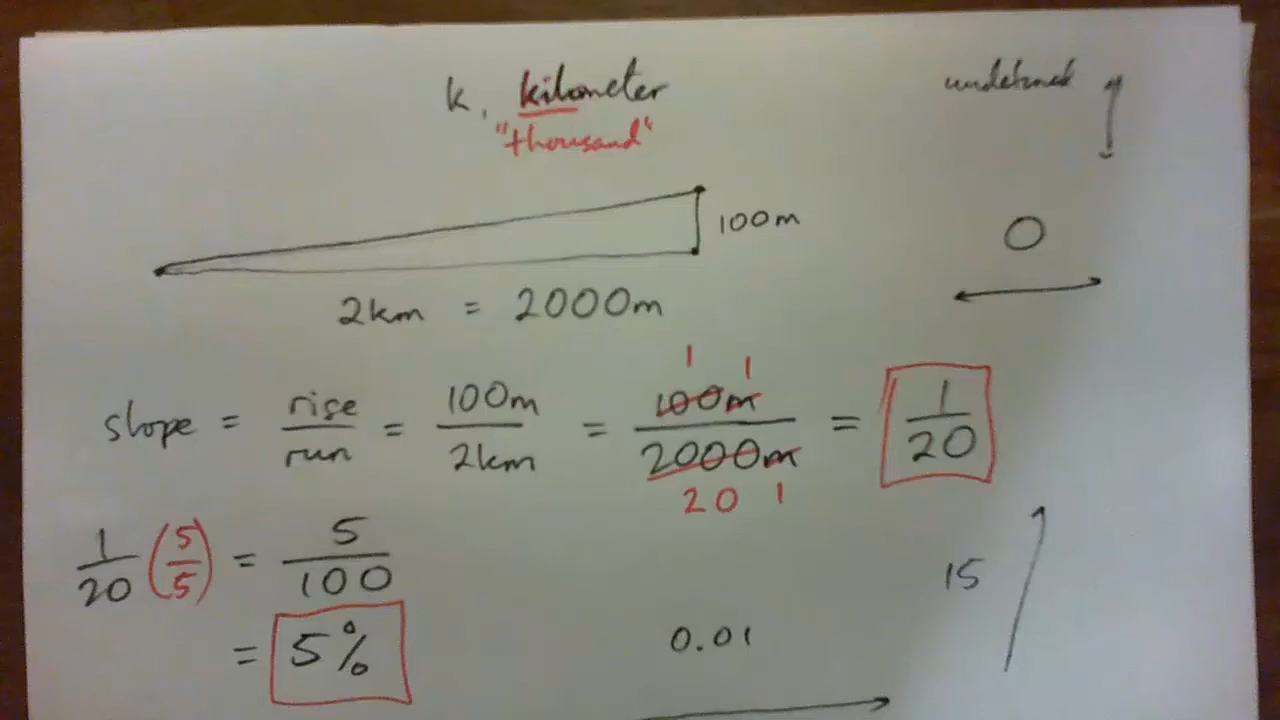 k, kilometer
"thousand"
undefined
100m
0
2km = 2000m
slope = rise/run = 100m/2km = 100m/2000m = 1/20
1 1
20 1
1/20 (5/5) = 5/100
= 5%
15
0.01